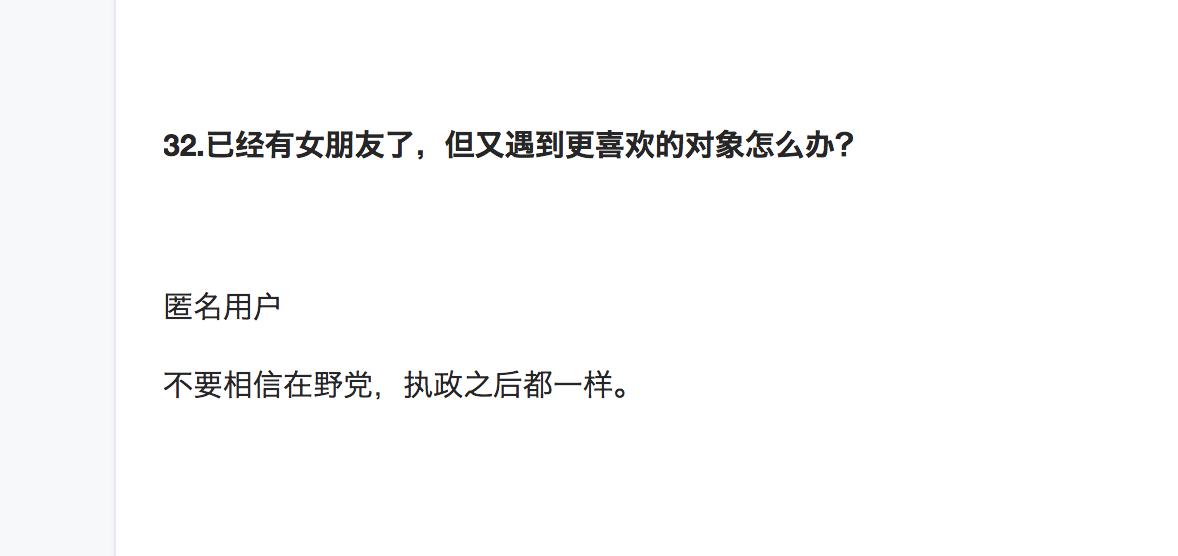 32.已经有女朋友了，但又遇到更喜欢的对象怎么办？
匿名用户
不要相信在野党，执政之后都一样。